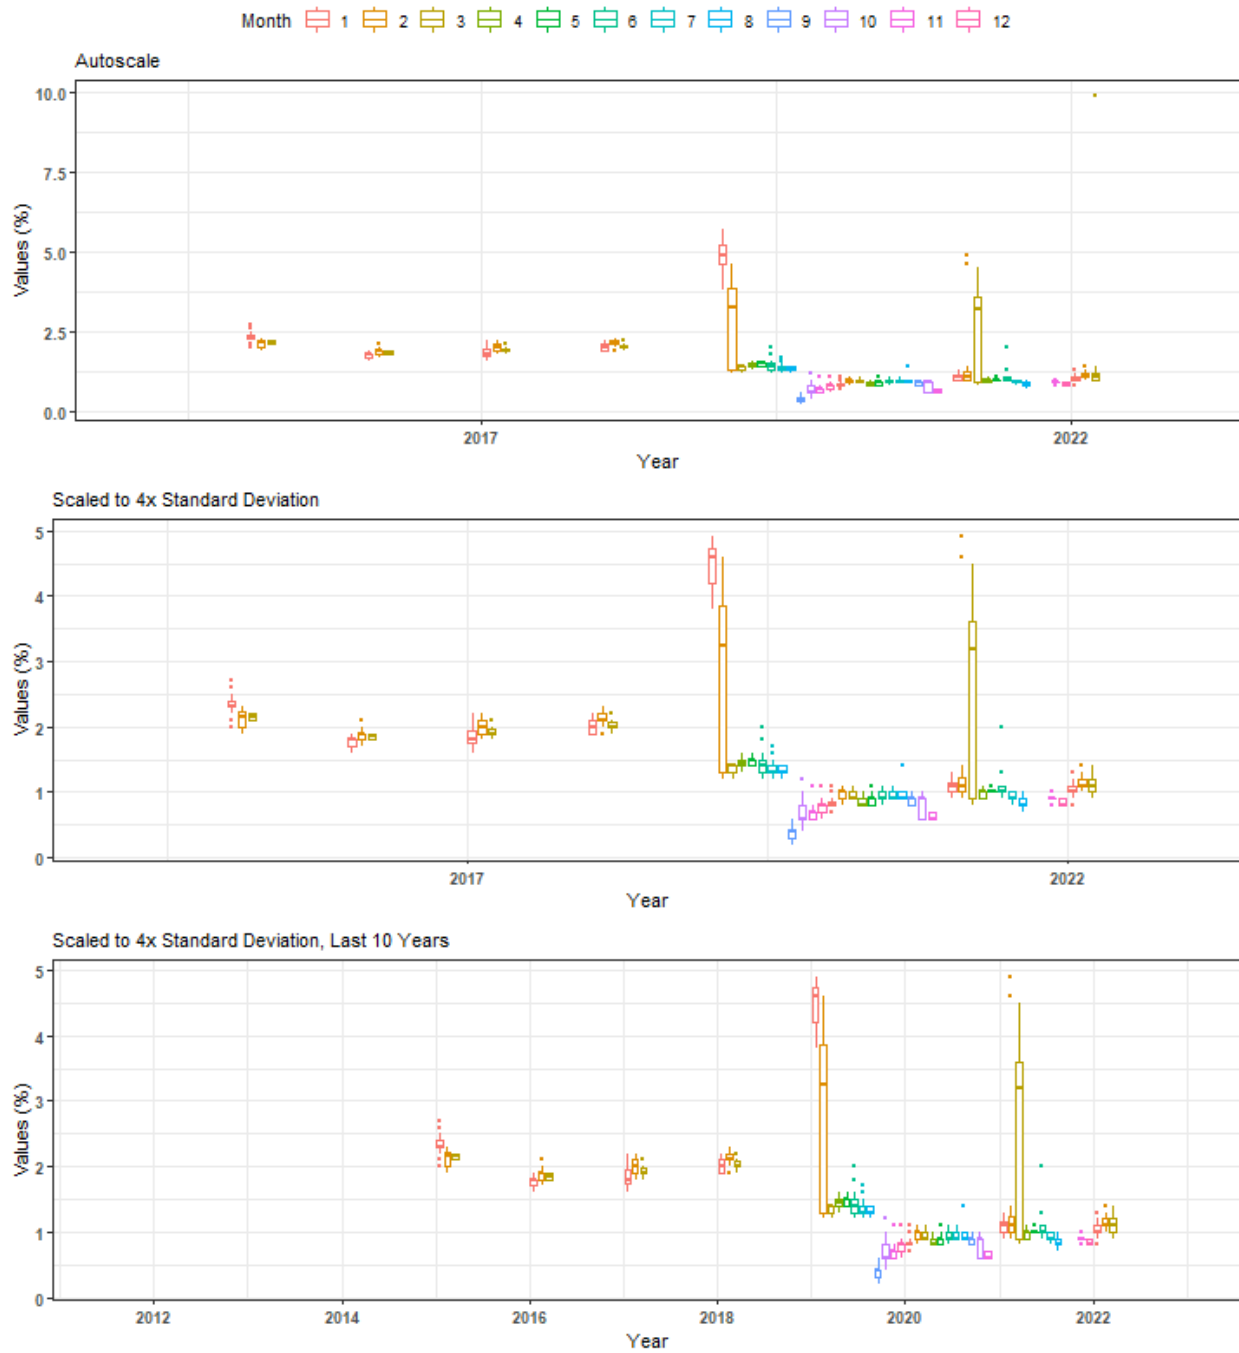 Month 1 2 3 4 5 6 7 8 9 10 11 12
Autoscale
10.0
7.5
5.0
2.5
0.0
Values (%)
2017 2022
Year
Scaled to 4x Standard Deviation
5
4
3
2
1
0
Values (%)
2017 2022
Year
Scaled to 4x Standard Deviation, Last 10 Years
5
4
3
2
1
0
Values (%)
2012 2014 2016 2018 2020 2022
Year